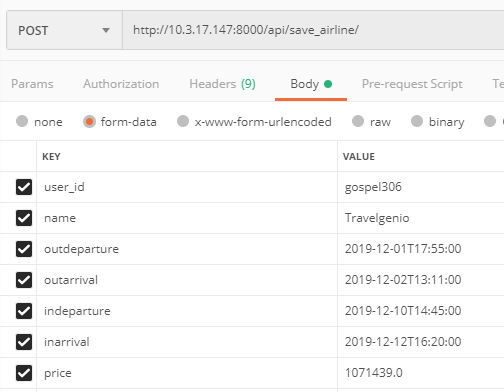 POST http://10.3.17.147:8000/api/save_airline/
Params Authorization Headers (9) Body Pre-request Script Te
none form-data x-www-form-urlencoded raw binary
KEY VALUE
user_id gospel306
name Travelgenio
outdeparture 2019-12-01T17:55:00
outarrival 2019-12-02T13:11:00
indeparture 2019-12-10T14:45:00
inarrival 2019-12-12T16:20:00
price 1071439.0